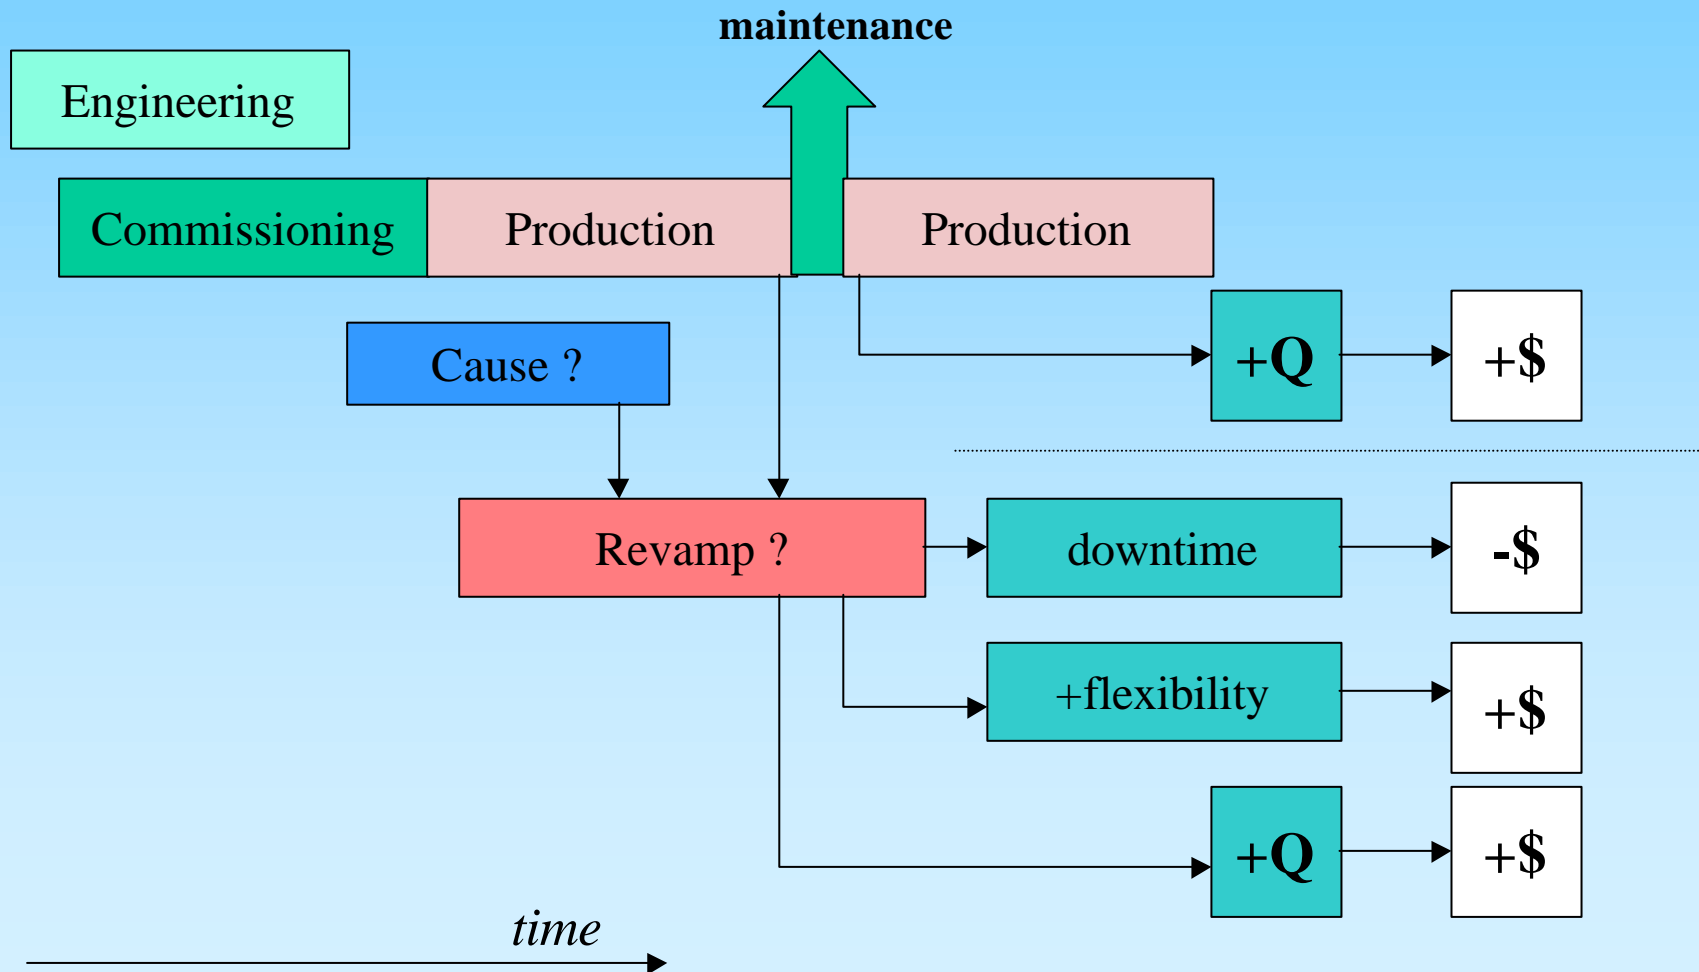 maintenance
Engineering
Commissioning
Production
Production
Cause ?
+Q
+$
Revamp ?
downtime
-$
+flexibility
+$
+Q
+$
time